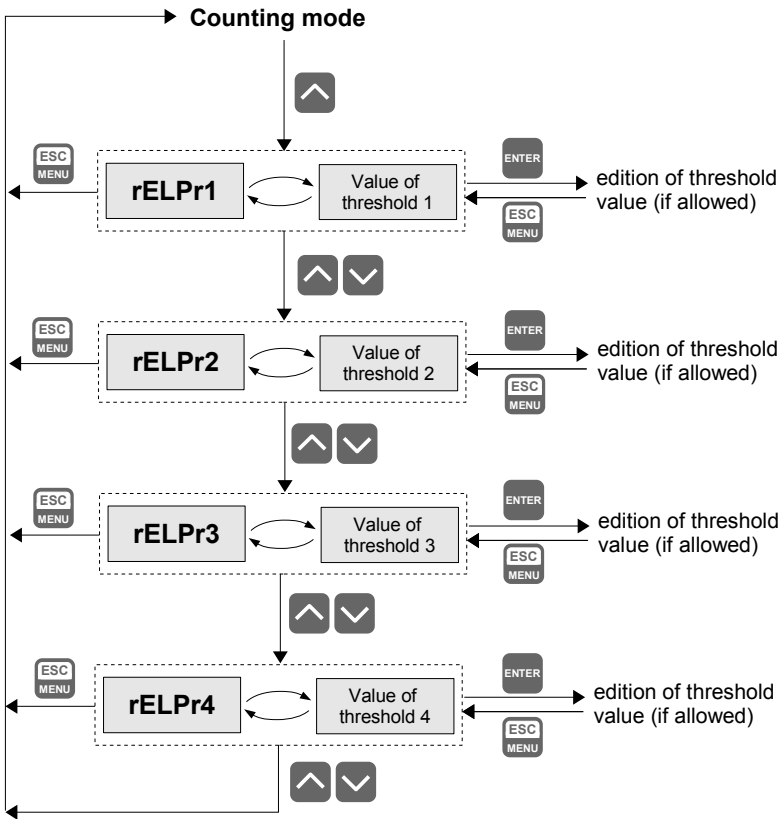 Counting mode
ESC
MENU
rELPr1
Value of
threshold 1
ENTER
ESC
MENU
edition of threshold
value (if allowed)
ESC
MENU
rELPr2
Value of
threshold 2
ENTER
ESC
MENU
edition of threshold
value (if allowed)
ESC
MENU
rELPr3
Value of
threshold 3
ENTER
ESC
MENU
edition of threshold
value (if allowed)
ESC
MENU
rELPr4
Value of
threshold 4
ENTER
ESC
MENU
edition of threshold
value (if allowed)